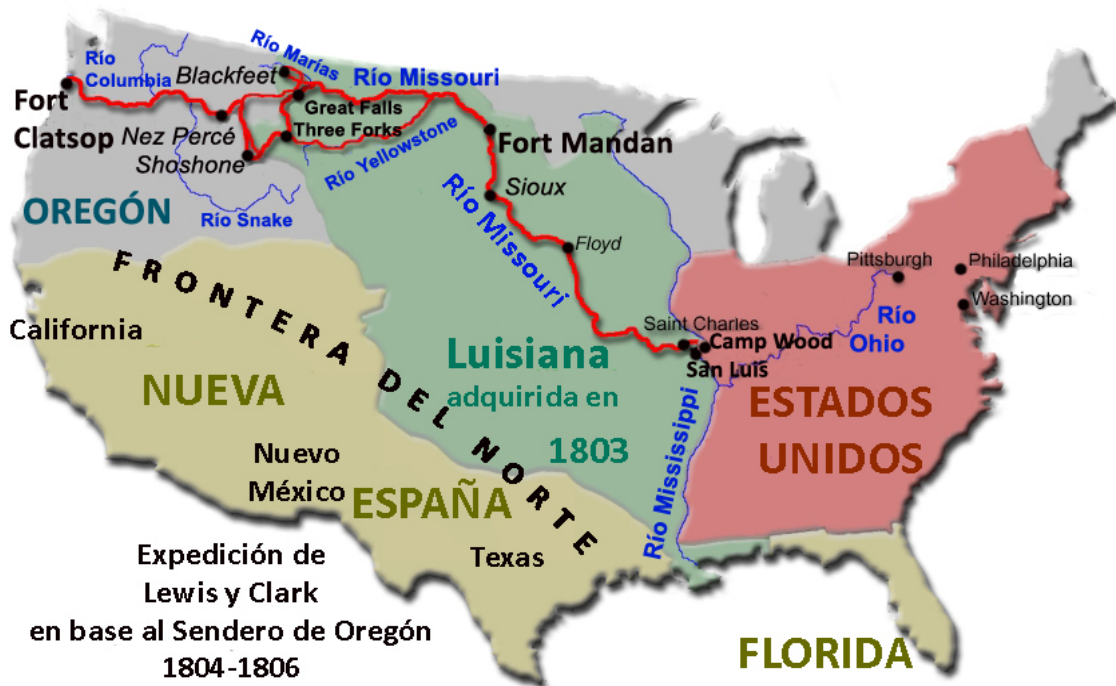 Río Marías
Río
Columbia
Blackfeet
Río Missouri
Fort
Clatsop
Great Falls
Nez Percé
Three Forks
Fort Mandan
Shoshone
Río Yellowstone
Sioux
OREGÓN
Río Snake
Río Missouri
Floyd
FRONTERA DEL NORTE
Pittsburgh
Philadelphia
Washington
California
Río
Ohio
Saint Charles
Camp Wood
San Luis
Luisiana
adquirida en
1803
NUEVA
ESPAÑA
ESTADOS
UNIDOS
Río Mississippi
Nuevo
México
Texas
Expedición de
Lewis y Clark
en base al Sendero de Oregón
1804-1806
FLORIDA